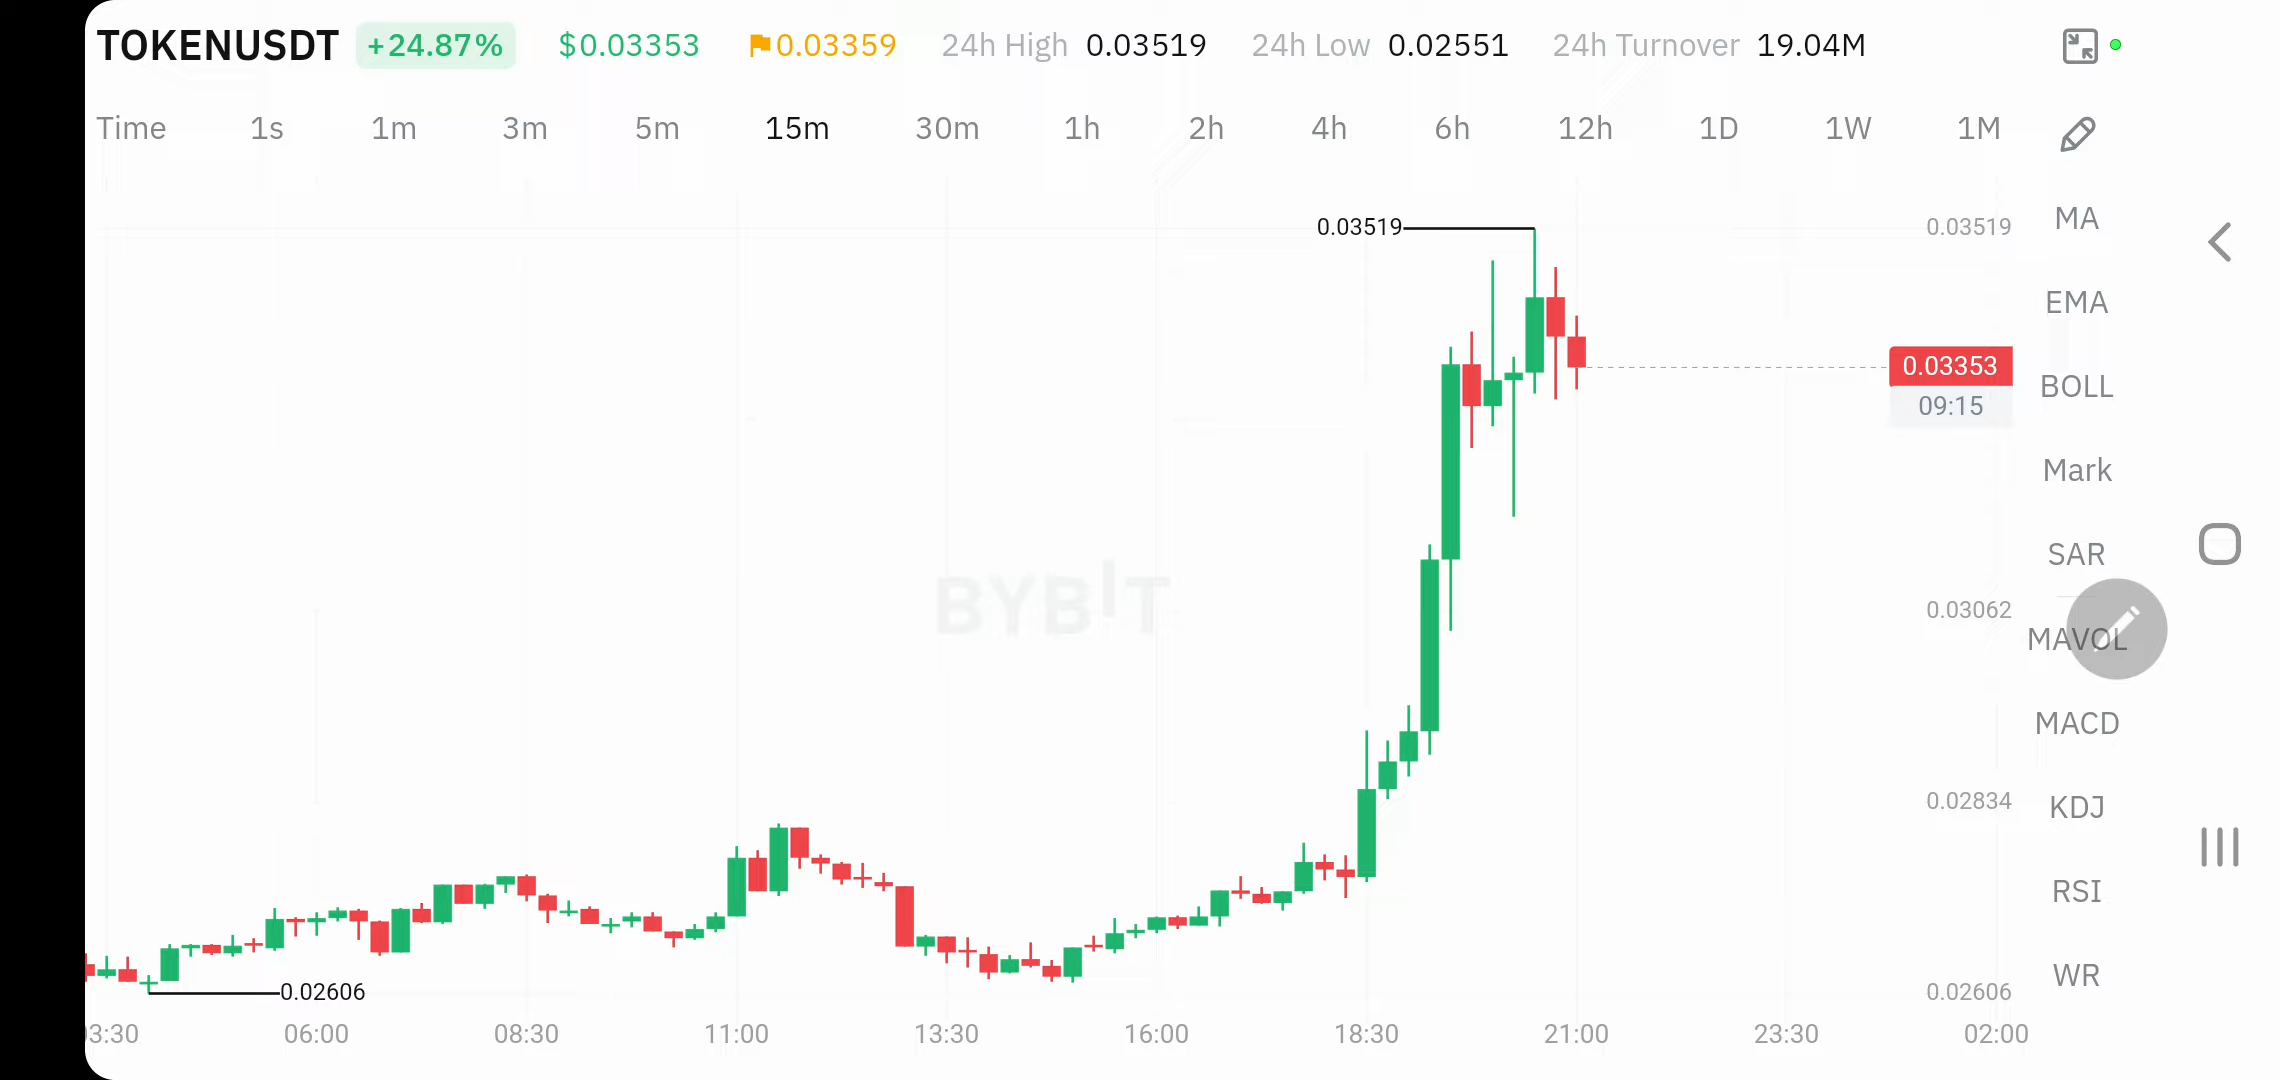 TOKENUSDT +24.87% $0.03353 0.03359 24h High 0.03519 24h Low 0.02551 24h Turnover 19.04M
Time 1s 1m 3m 5m 15m 30m 1h 2h 4h 6h 12h 1D 1W 1M
MA
0.03519 0.03519
EMA
0.03353
BOLL
09:15
Mark
SAR
BYBIT
0.03062
MAVOL
MACD
0.02834
KDJ
RSI
WR
0.02606 0.02606
03:30 06:00 08:30 11:00 13:30 16:00 18:30 21:00 23:30 02:00